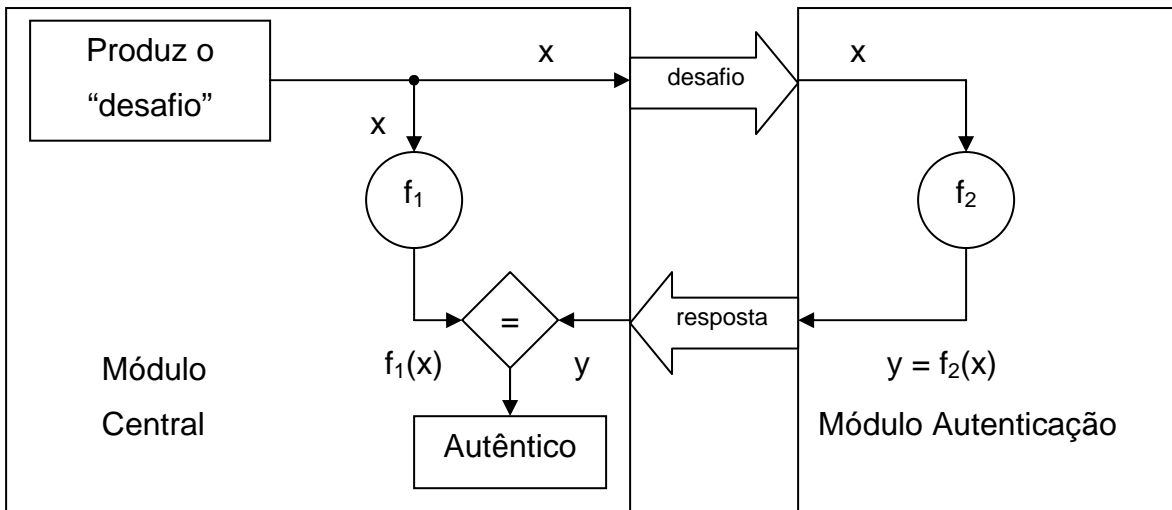 Produz o
“desafio”
x
desafio
x
x
f₁
f₂
=
resposta
f₁(x)
y
y = f₂(x)
Módulo
Central
Autêntico
Módulo Autenticação